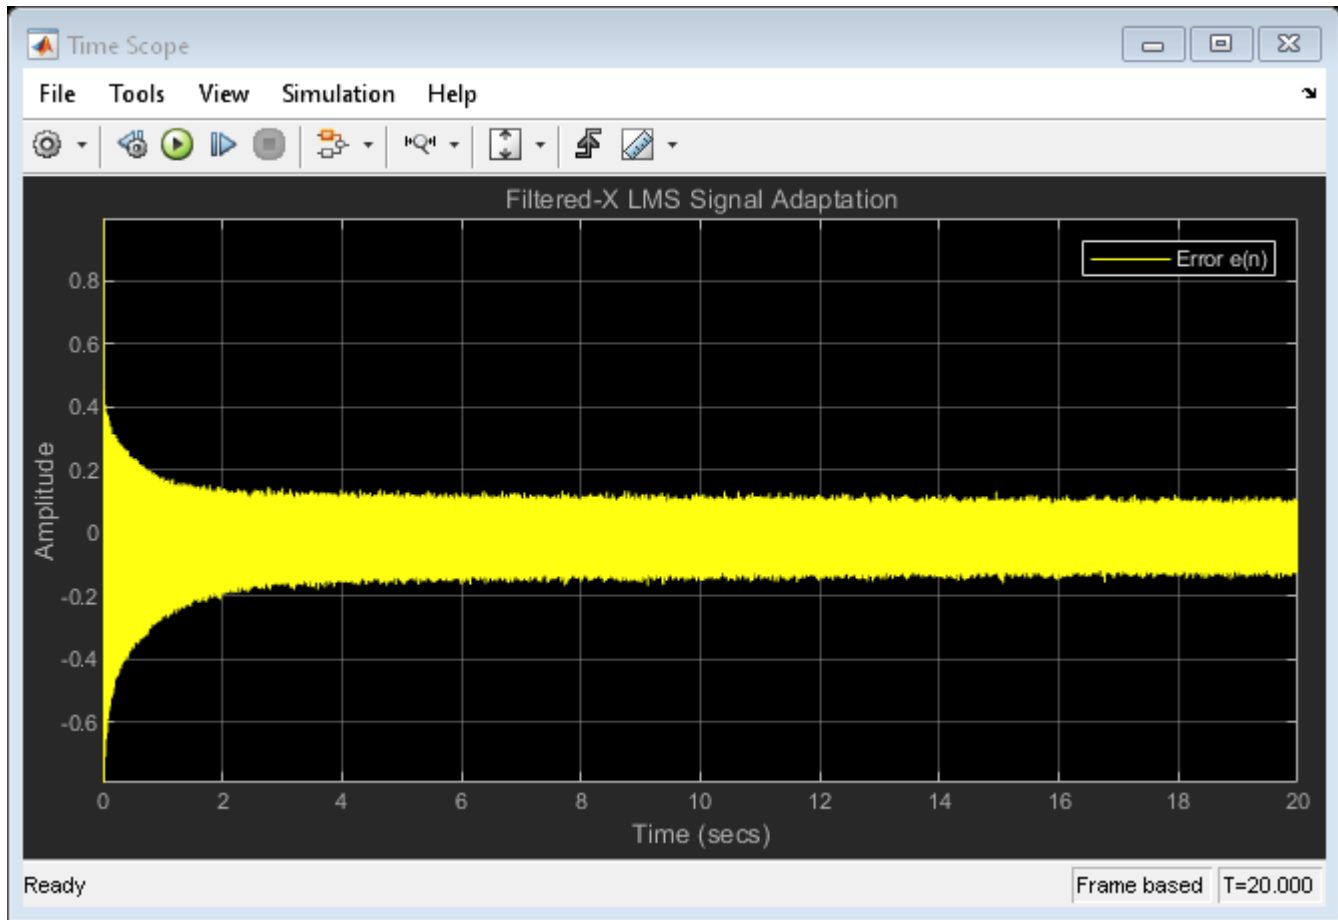 Time Scope
File Tools View Simulation Help
Filtered-X LMS Signal Adaptation
Error e(n)
0.8
0.6
0.4
0.2
0
-0.2
-0.4
-0.6
Amplitude
0 2 4 6 8 10 12 14 16 18 20
Time (secs)
Ready Frame based T=20.000